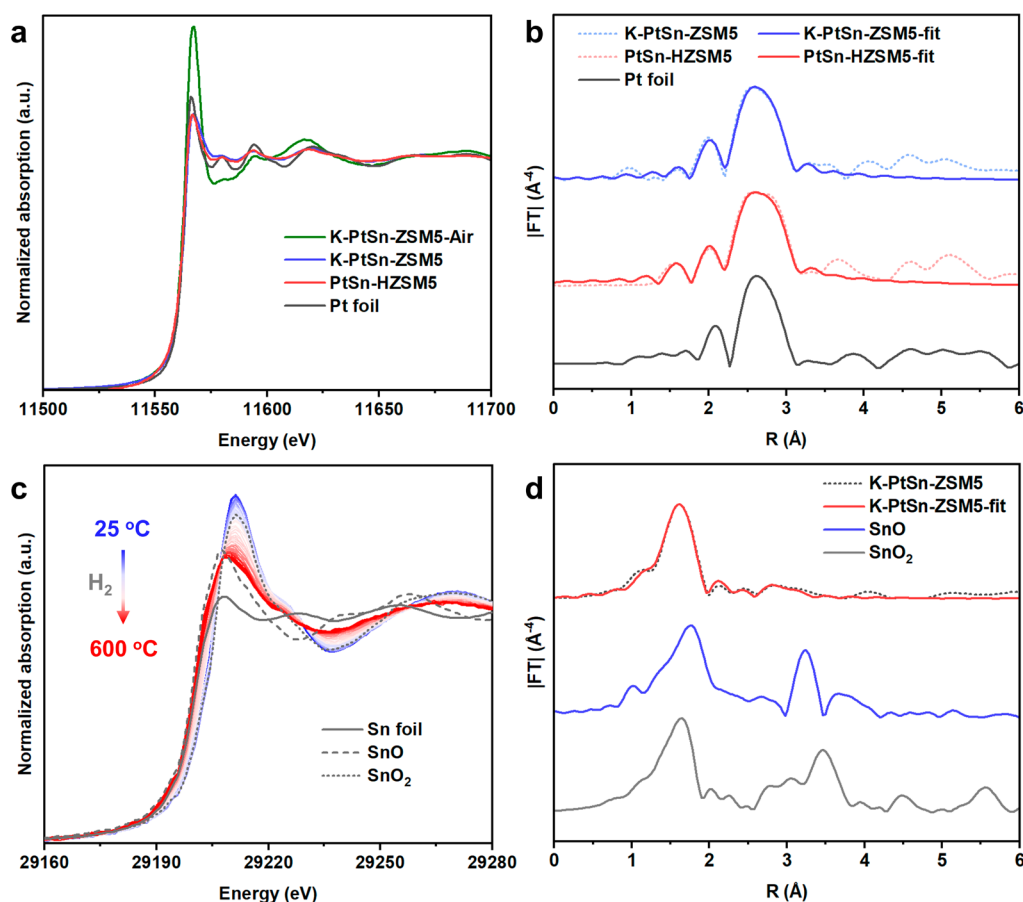 a
Normalized absorption (a.u.)
K-PtSn-ZSM5-Air
K-PtSn-ZSM5
PtSn-HZSM5
Pt foil
11500 11550 11600 11650 11700
Energy (eV)
b
|FT| (Å⁻⁴)
K-PtSn-ZSM5 K-PtSn-ZSM5-fit
PtSn-HZSM5 PtSn-HZSM5-fit
Pt foil
0 1 2 3 4 5 6
R (Å)
c
Normalized absorption (a.u.)
25 °C
H₂
600 °C
Sn foil
SnO
SnO₂
29160 29190 29220 29250 29280
Energy (eV)
d
|FT| (Å⁻⁴)
K-PtSn-ZSM5
K-PtSn-ZSM5-fit
SnO
SnO₂
0 1 2 3 4 5 6
R (Å)